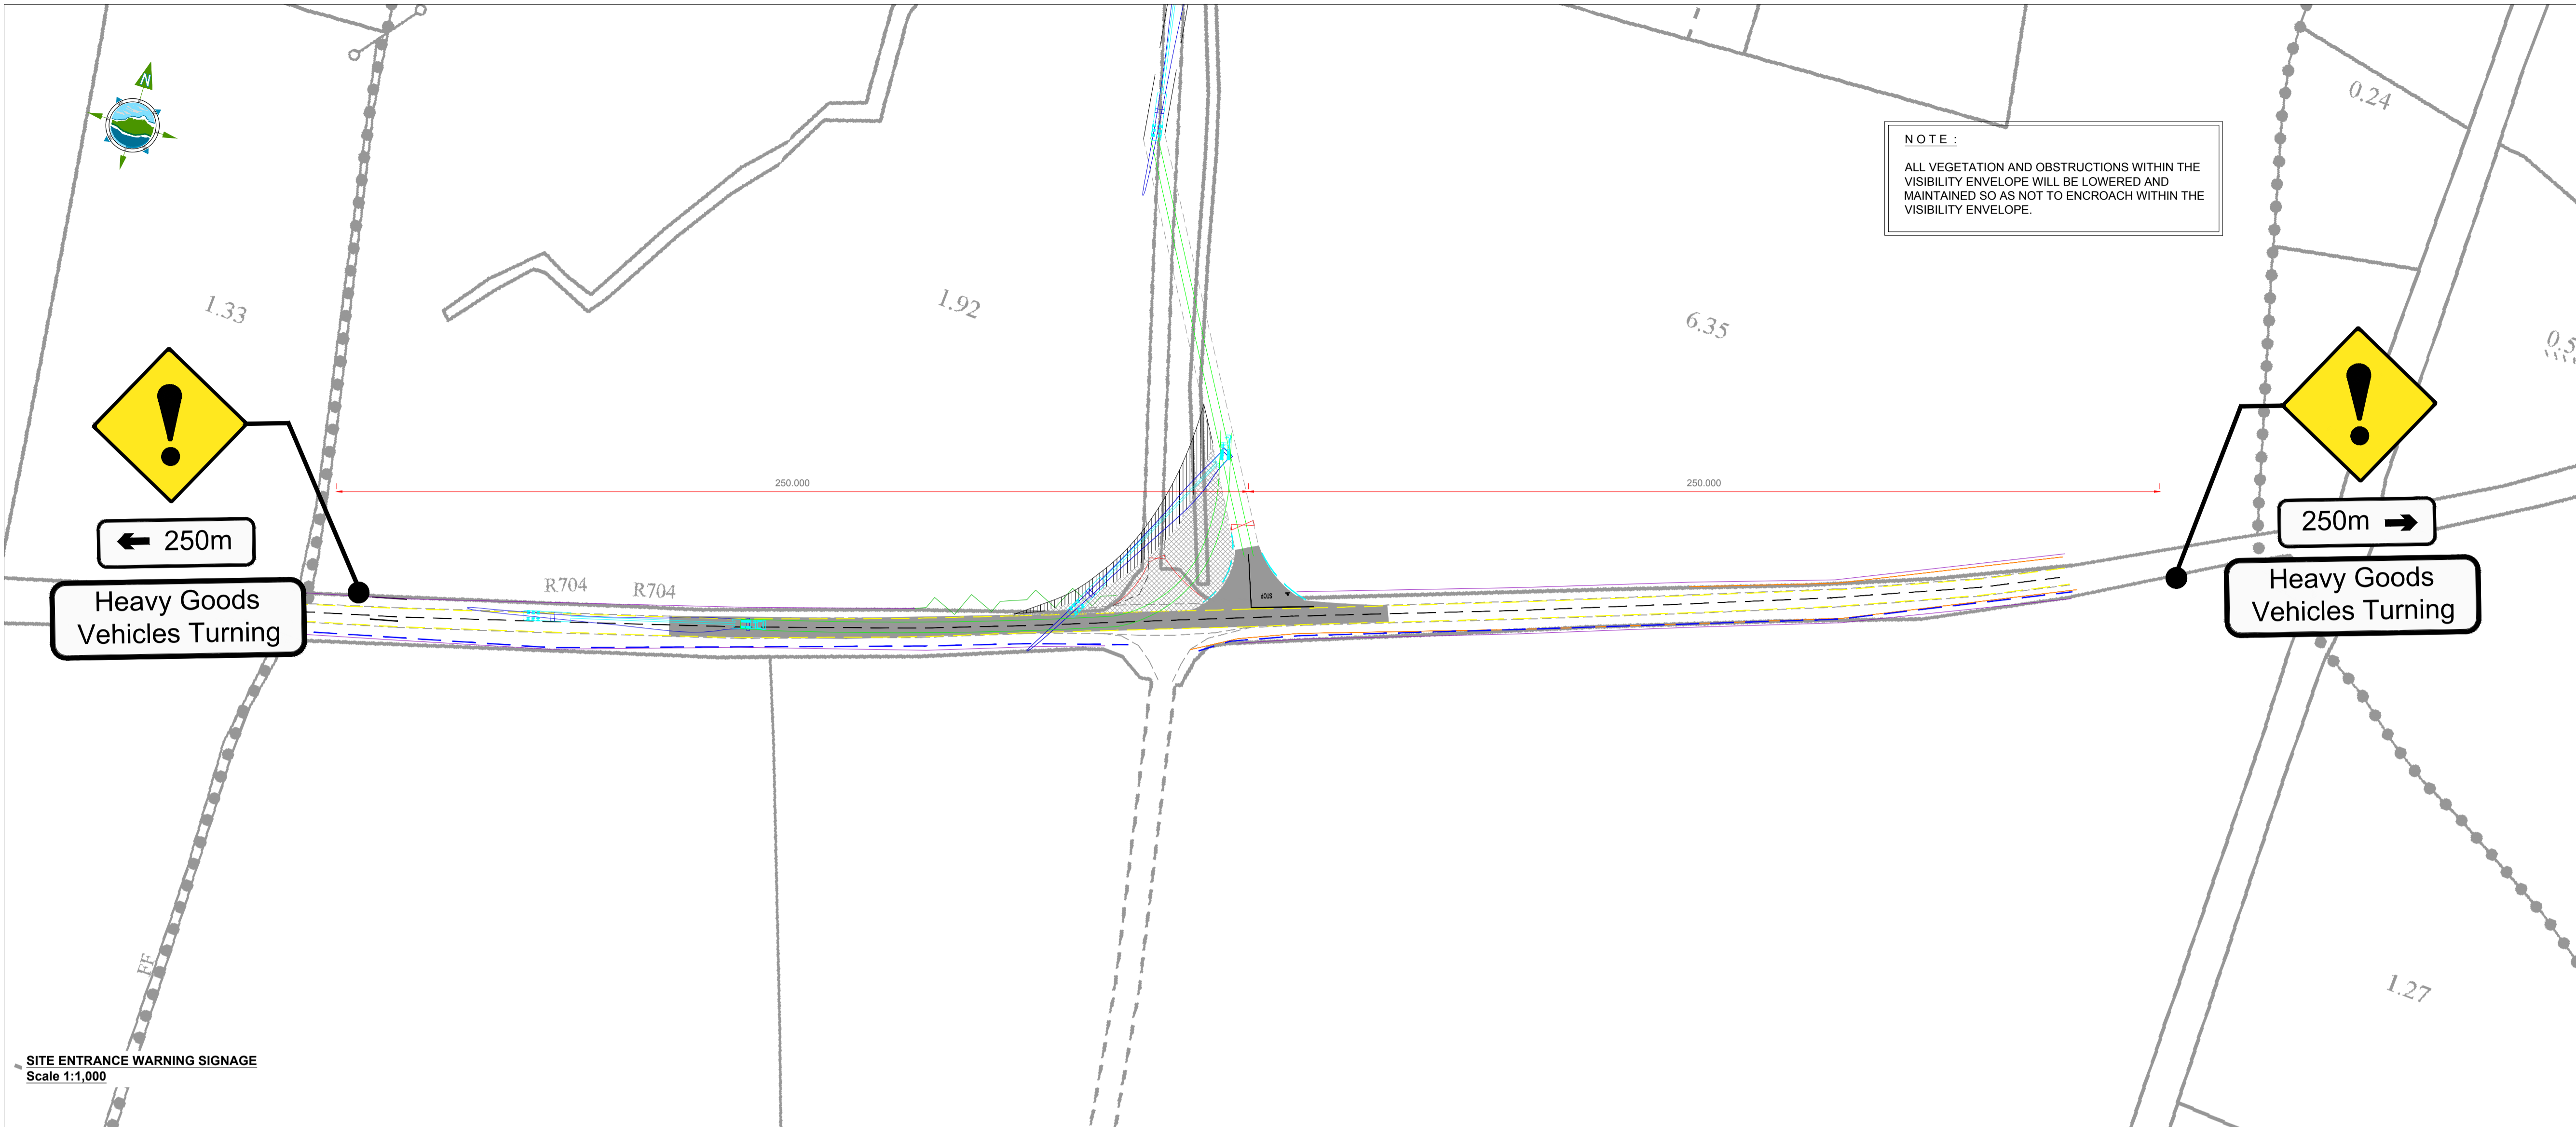 N
0.24
NOTE :
ALL VEGETATION AND OBSTRUCTIONS WITHIN THE
VISIBILITY ENVELOPE WILL BE LOWERED AND
MAINTAINED SO AS NOT TO ENCROACH WITHIN THE
VISIBILITY ENVELOPE.
1.33
1.92
6.35
!
!
250.000
250.000
← 250m
250m →
Heavy Goods
Vehicles Turning
R704
R704
STOP
Heavy Goods
Vehicles Turning
FF
1.27
SITE ENTRANCE WARNING SIGNAGE
Scale 1:1,000